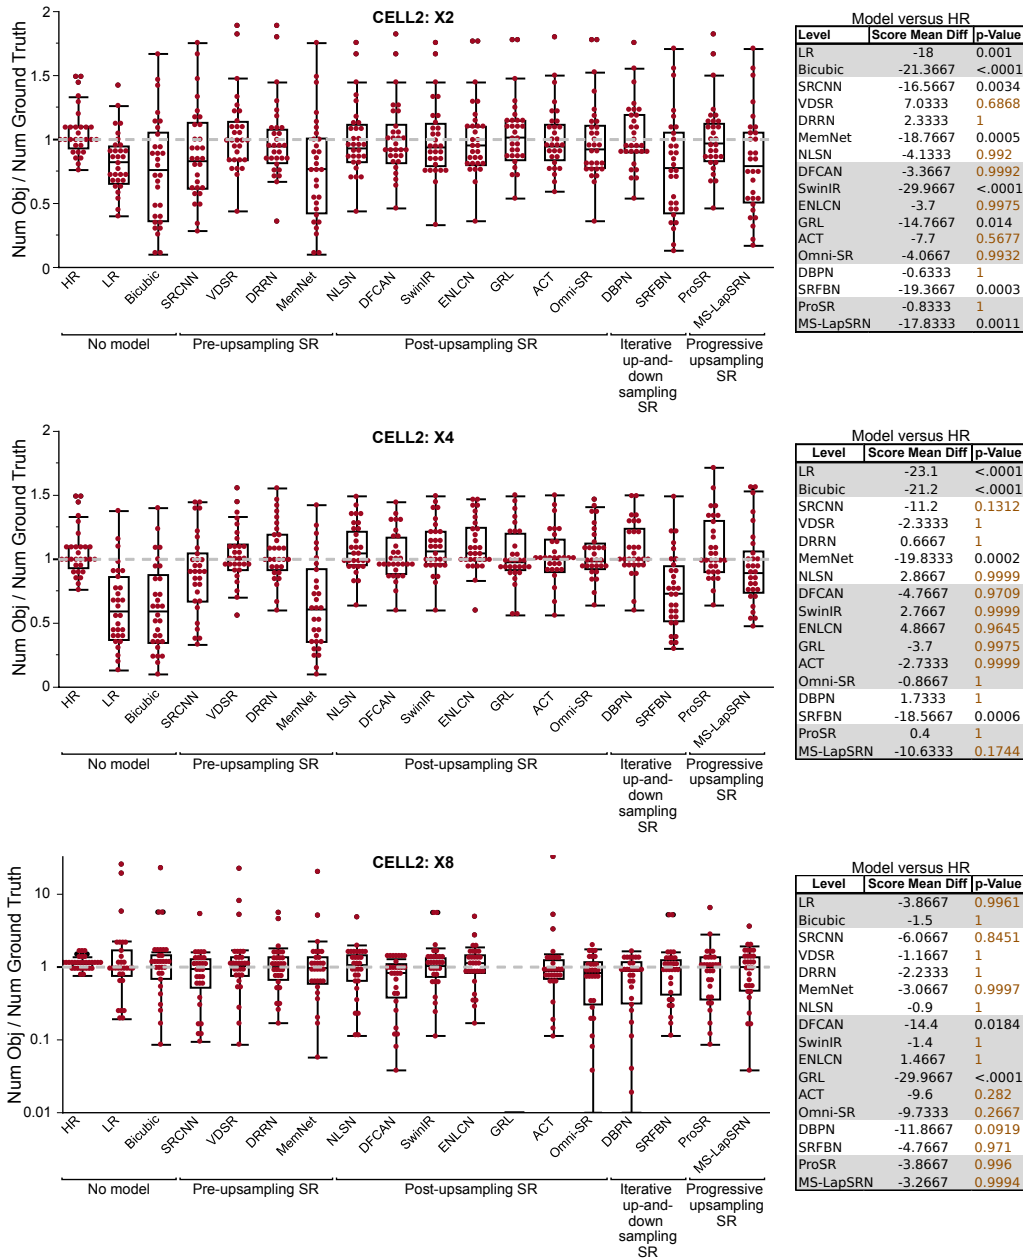 CELL2: X2
Num Obj / Num Ground Truth
2
1.5
1
0.5
0
HR LR Bicubic SRCNN VDSR DRRN MemNet NLSN DFCAN SwinIR ENLCN GRL ACT Omni-SR DBPN SRFBN ProSR MS-LapSRN
No model Pre-upsampling SR Post-upsampling SR Iterative up-and-down sampling SR Progressive upsampling SR
Model versus HR
Level Score Mean Diff p-Value
LR -18 0.001
Bicubic -21.3667 <.0001
SRCNN -16.5667 0.0034
VDSR 7.0333 0.6868
DRRN 2.3333 1
MemNet -18.7667 0.0005
NLSN -4.1333 0.992
DFCAN -3.3667 0.9992
SwinIR -29.9667 <.0001
ENLCN -3.7 0.9975
GRL -14.7667 0.014
ACT -7.7 0.5677
Omni-SR -4.0667 0.9932
DBPN -0.6333 1
SRFBN -19.3667 0.0003
ProSR -0.8333 1
MS-LapSRN -17.8333 0.0011
CELL2: X4
Num Obj / Num Ground Truth
2
1.5
1
0.5
0
HR LR Bicubic SRCNN VDSR DRRN MemNet NLSN DFCAN SwinIR ENLCN GRL ACT Omni-SR DBPN SRFBN ProSR MS-LapSRN
No model Pre-upsampling SR Post-upsampling SR Iterative up-and-down sampling SR Progressive upsampling SR
Model versus HR
Level Score Mean Diff p-Value
LR -23.1 <.0001
Bicubic -21.2 <.0001
SRCNN -11.2 0.1312
VDSR -2.3333 1
DRRN 0.6667 1
MemNet -19.8333 0.0002
NLSN 2.8667 0.9999
DFCAN -4.7667 0.9709
SwinIR 2.7667 0.9999
ENLCN 4.8667 0.9645
GRL -3.7 0.9975
ACT -2.7333 0.9999
Omni-SR -0.8667 1
DBPN 1.7333 1
SRFBN -18.5667 0.0006
ProSR 0.4 1
MS-LapSRN -10.6333 0.1744
CELL2: X8
Num Obj / Num Ground Truth
10
1
0.1
0.01
HR LR Bicubic SRCNN VDSR DRRN MemNet NLSN DFCAN SwinIR ENLCN GRL ACT Omni-SR DBPN SRFBN ProSR MS-LapSRN
No model Pre-upsampling SR Post-upsampling SR Iterative up-and-down sampling SR Progressive upsampling SR
Model versus HR
Level Score Mean Diff p-Value
LR -3.8667 0.9961
Bicubic -1.5 1
SRCNN -6.0667 0.8451
VDSR -1.1667 1
DRRN -2.2333 1
MemNet -3.0667 0.9997
NLSN -0.9 1
DFCAN -14.4 0.0184
SwinIR -1.4 1
ENLCN 1.4667 1
GRL -29.9667 <.0001
ACT -9.6 0.282
Omni-SR -9.7333 0.2667
DBPN -11.8667 0.0919
SRFBN -4.7667 0.971
ProSR -3.8667 0.996
MS-LapSRN -3.2667 0.9994